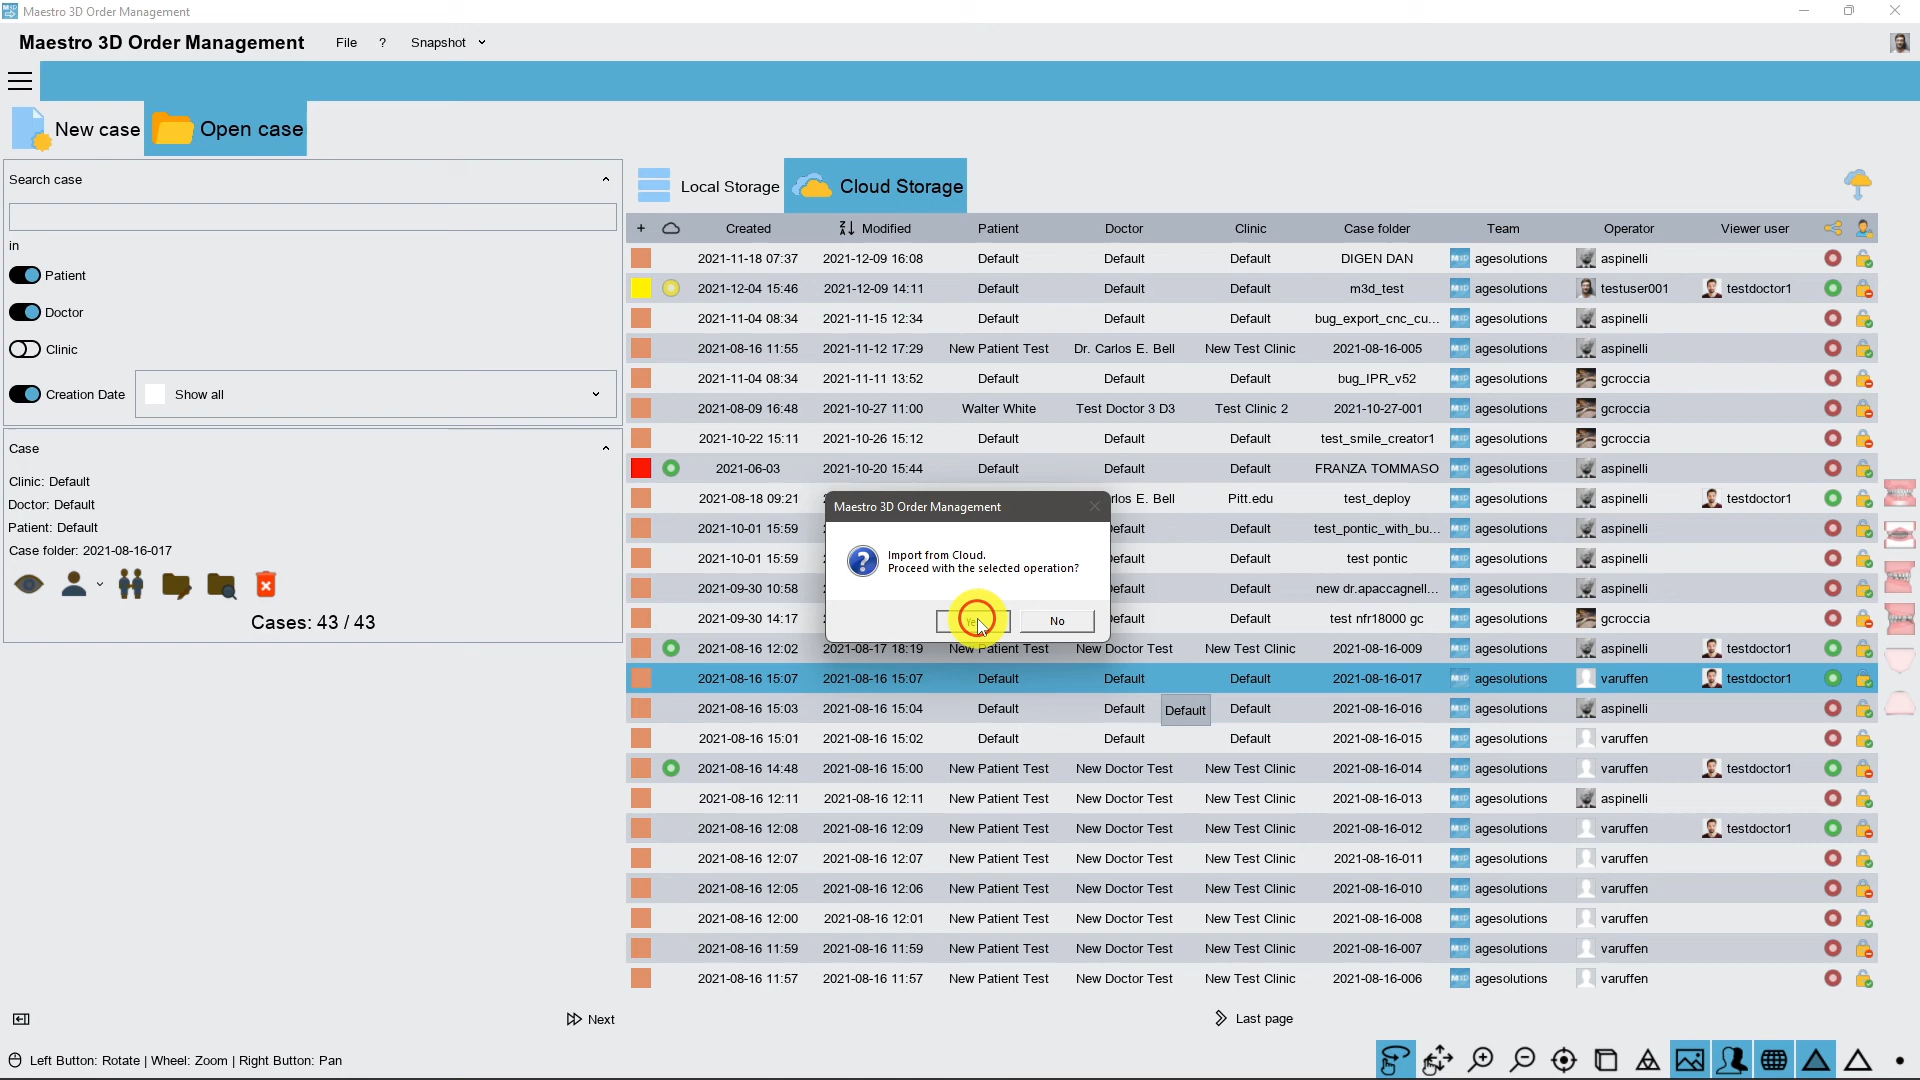 Maestro 3D Order Management
Maestro 3D Order Management File ? Snapshot
New case Open case
Search case
in
Patient
Doctor
Clinic
Creation Date Show all
Case
Clinic: Default
Doctor: Default
Patient: Default
Case folder: 2021-08-16-017
Cases: 43 / 43
Next
Left Button: Rotate | Wheel: Zoom | Right Button: Pan
Local Storage Cloud Storage
+ Created Modified Patient Doctor Clinic Case folder Team Operator Viewer user
2021-11-18 07:37 2021-12-09 16:08 Default Default Default DIGEN DAN agesolutions aspinelli
2021-12-04 15:46 2021-12-09 14:11 Default Default Default m3d_test agesolutions testuser001 testdoctor1
2021-11-04 08:34 2021-11-15 12:34 Default Default Default bug_export_cnc_cu... agesolutions aspinelli
2021-08-16 11:55 2021-11-12 17:29 New Patient Test Dr. Carlos E. Bell New Test Clinic 2021-08-16-005 agesolutions aspinelli
2021-11-04 08:34 2021-11-11 13:52 Default Default Default bug_IPR_v52 agesolutions gcroccia
2021-08-09 16:48 2021-10-27 11:00 Walter White Test Doctor 3 D3 Test Clinic 2 2021-10-27-001 agesolutions gcroccia
2021-10-22 15:11 2021-10-26 15:12 Default Default Default test_smile_creator1 agesolutions gcroccia
2021-06-03 2021-10-20 15:44 Default Default Default FRANZA TOMMASO agesolutions aspinelli
2021-08-18 09:21 rlos E. Bell Pitt.edu test_deploy agesolutions aspinelli testdoctor1
2021-10-01 15:59 Default Default test_pontic_with_bu... agesolutions aspinelli
2021-10-01 15:59 Default Default test pontic agesolutions aspinelli
2021-09-30 10:58 Default Default new dr.apaccagnell... agesolutions aspinelli
2021-09-30 14:17 Default Default test nfr18000 gc agesolutions gcroccia
2021-08-16 12:02 2021-08-17 18:19 New Patient Test New Doctor Test New Test Clinic 2021-08-16-009 agesolutions aspinelli testdoctor1
2021-08-16 15:07 2021-08-16 15:07 Default Default Default 2021-08-16-017 agesolutions varuffen testdoctor1
2021-08-16 15:03 2021-08-16 15:04 Default Default Default Default 2021-08-16-016 agesolutions aspinelli
2021-08-16 15:01 2021-08-16 15:02 Default Default Default 2021-08-16-015 agesolutions varuffen
2021-08-16 14:48 2021-08-16 15:00 New Patient Test New Doctor Test New Test Clinic 2021-08-16-014 agesolutions varuffen testdoctor1
2021-08-16 12:11 2021-08-16 12:11 New Patient Test New Doctor Test New Test Clinic 2021-08-16-013 agesolutions aspinelli
2021-08-16 12:08 2021-08-16 12:09 New Patient Test New Doctor Test New Test Clinic 2021-08-16-012 agesolutions varuffen testdoctor1
2021-08-16 12:07 2021-08-16 12:07 New Patient Test New Doctor Test New Test Clinic 2021-08-16-011 agesolutions varuffen
2021-08-16 12:05 2021-08-16 12:06 New Patient Test New Doctor Test New Test Clinic 2021-08-16-010 agesolutions varuffen
2021-08-16 12:00 2021-08-16 12:01 New Patient Test New Doctor Test New Test Clinic 2021-08-16-008 agesolutions varuffen
2021-08-16 11:59 2021-08-16 11:59 New Patient Test New Doctor Test New Test Clinic 2021-08-16-007 agesolutions varuffen
2021-08-16 11:57 2021-08-16 11:57 New Patient Test New Doctor Test New Test Clinic 2021-08-16-006 agesolutions varuffen
Last page
Maestro 3D Order Management
Import from Cloud.
Proceed with the selected operation?
No